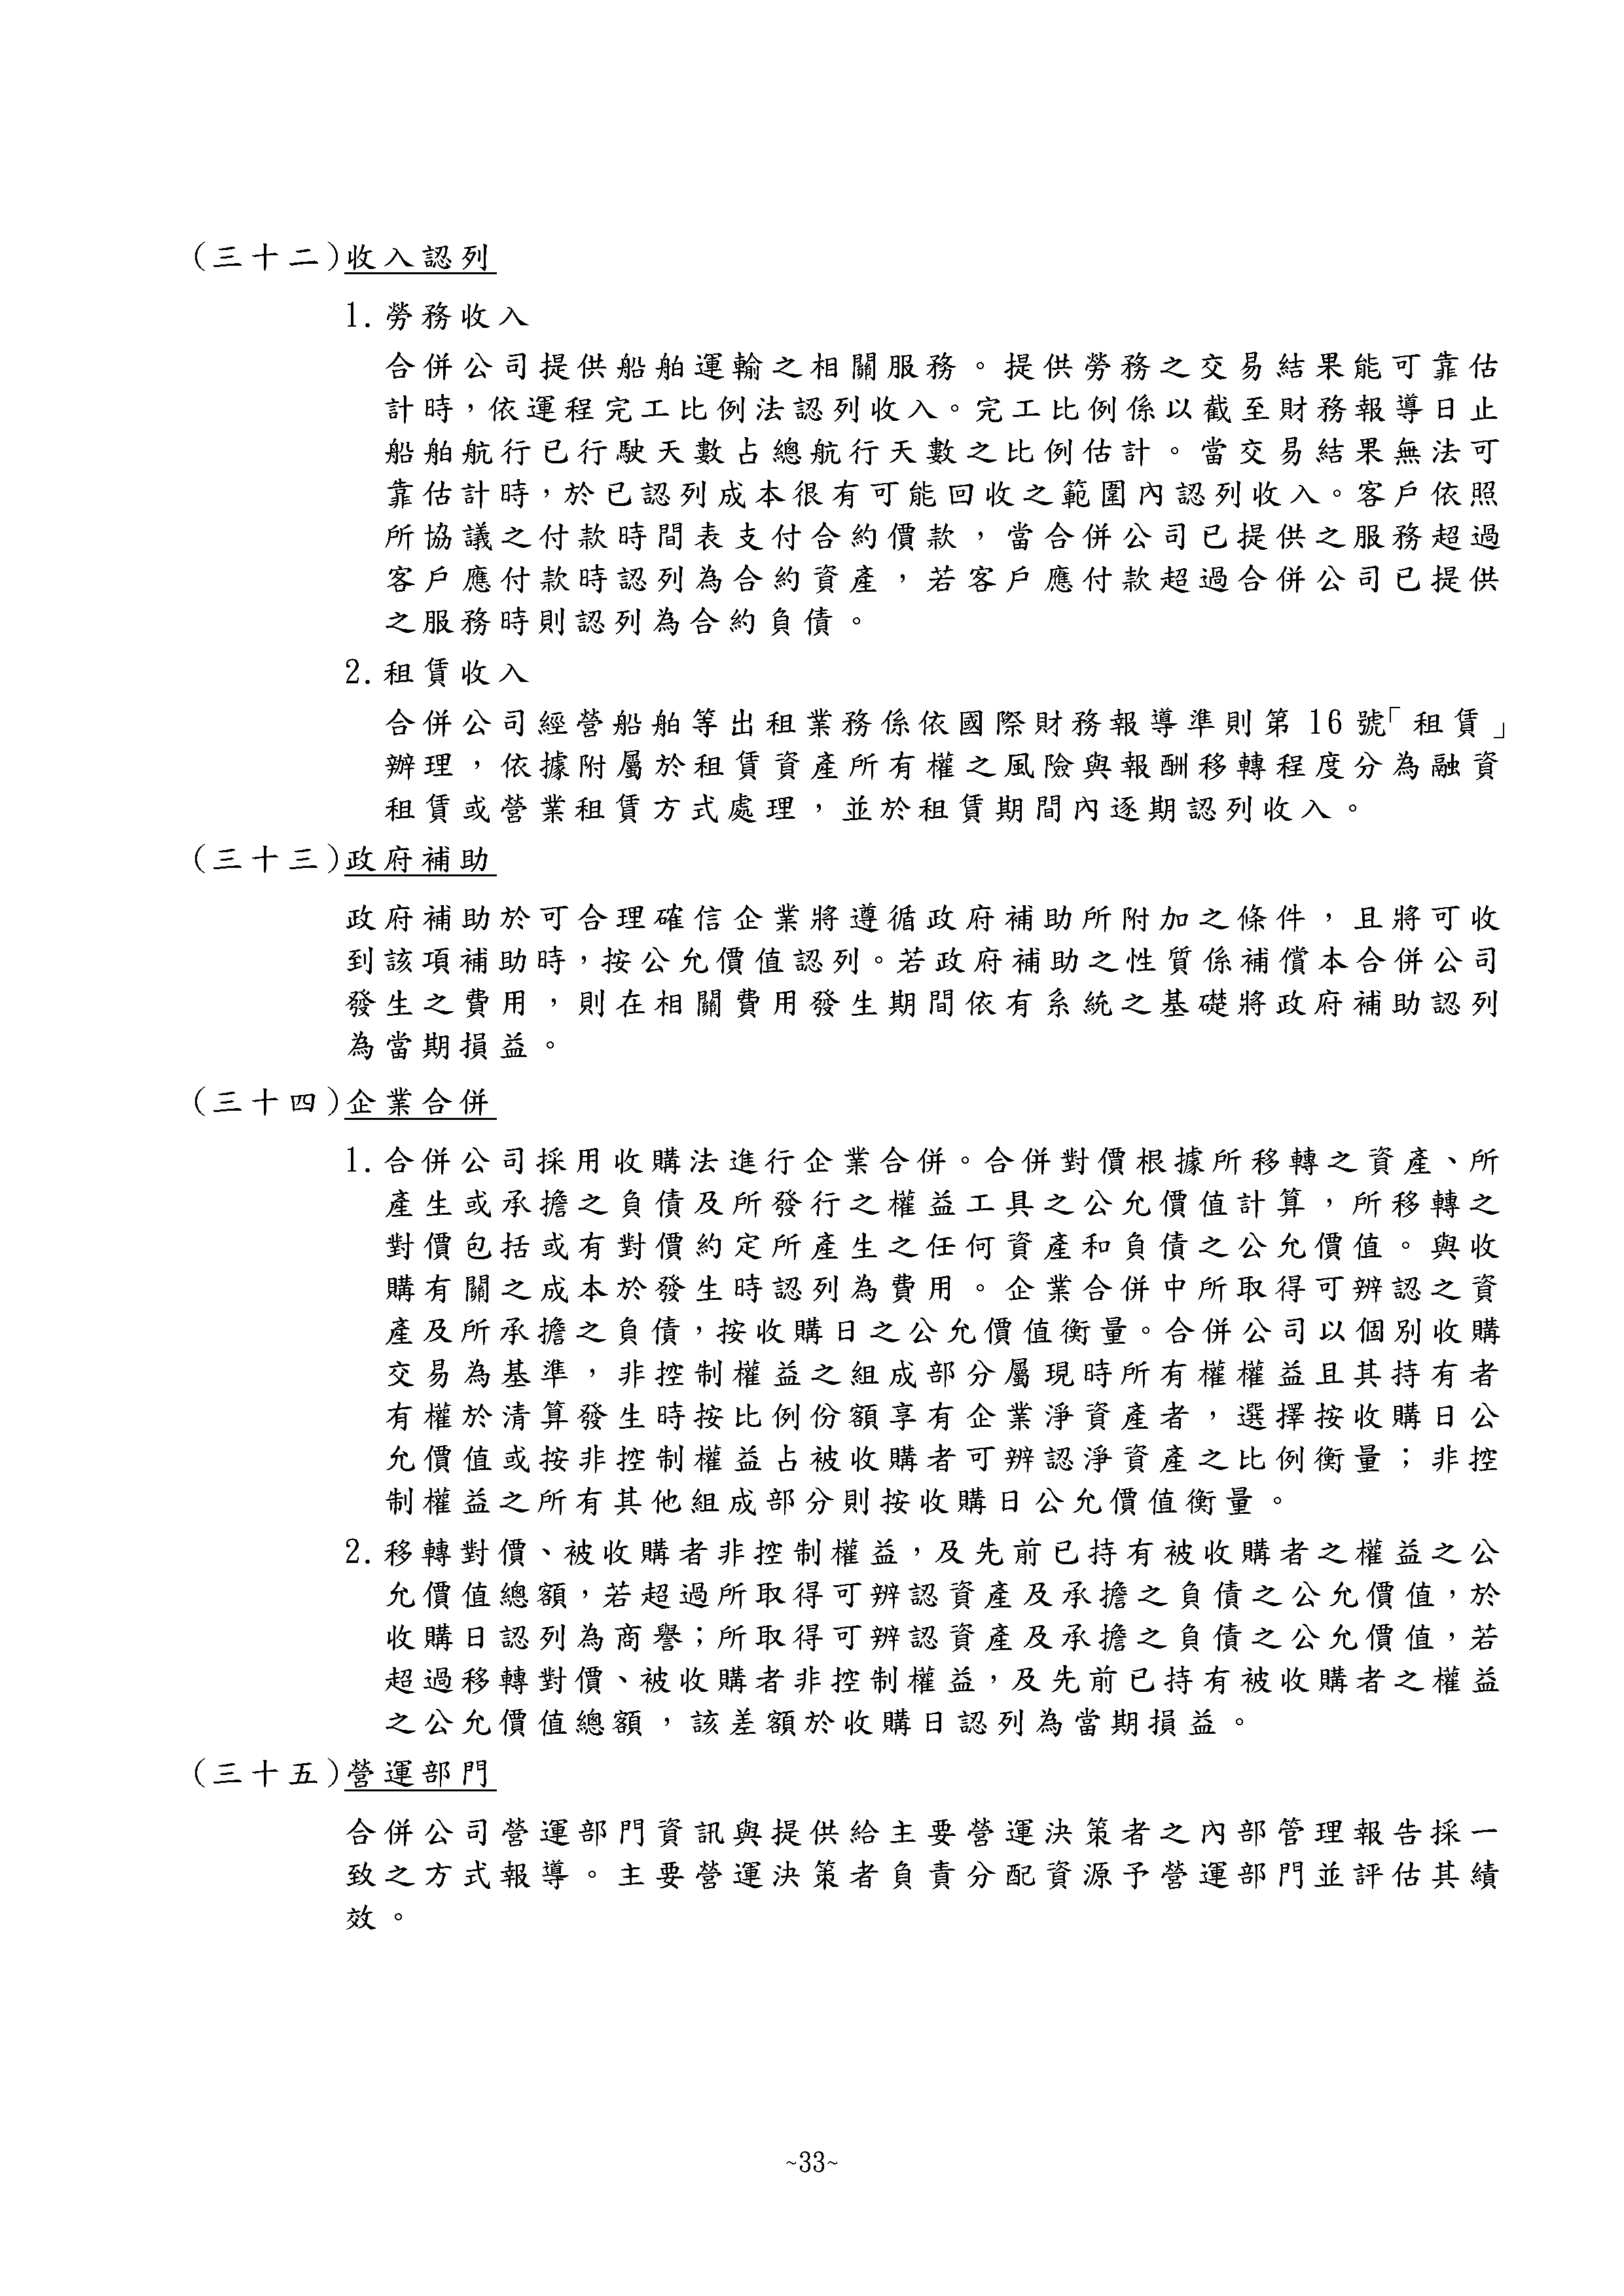 (三十二)收入認列
1.勞務收入
合併公司提供船舶運輸之相關服務。提供勞務之交易結果能可靠估
計時，依運程完工比例法認列收入。完工比例係以截至財務報導日止
船舶航行已行駛天數占總航行天數之比例估計。當交易結果無法可
靠估計時，於已認列成本很有可能回收之範圍內認列收入。客戶依照
所協議之付款時間表支付合約價款，當合併公司已提供之服務超過
客戶應付款時認列為合約資產，若客戶應付款超過合併公司已提供
之服務時則認列為合約負債。
2.租賃收入
合併公司經營船舶等出租業務係依國際財務報導準則第 16 號「租賃」
辦理，依據附屬於租賃資產所有權之風險與報酬移轉程度分為融資
租賃或營業租賃方式處理，並於租賃期間內逐期認列收入。
(三十三)政府補助
政府補助於可合理確信企業將遵循政府補助所附加之條件，且將可收
到該項補助時，按公允價值認列。若政府補助之性質係補償本合併公司
發生之費用，則在相關費用發生期間依有系統之基礎將政府補助認列
為當期損益。
(三十四)企業合併
1.合併公司採用收購法進行企業合併。合併對價根據所移轉之資產、所
產生或承擔之負債及所發行之權益工具之公允價值計算，所移轉之
對價包括或有對價約定所產生之任何資產和負債之公允價值。與收
購有關之成本於發生時認列為費用。企業合併中所取得可辨認之資
產及所承擔之負債，按收購日之公允價值衡量。合併公司以個別收購
交易為基準，非控制權益之組成部分屬現時所有權權益且其持有者
有權於清算發生時按比例份額享有企業淨資產者，選擇按收購日公
允價值或按非控制權益占被收購者可辨認淨資產之比例衡量；非控
制權益之所有其他組成部分則按收購日公允價值衡量。
2.移轉對價、被收購者非控制權益，及先前已持有被收購者之權益之公
允價值總額，若超過所取得可辨認資產及承擔之負債之公允價值，於
收購日認列為商譽；所取得可辨認資產及承擔之負債之公允價值，若
超過移轉對價、被收購者非控制權益，及先前已持有被收購者之權益
之公允價值總額，該差額於收購日認列為當期損益。
(三十五)營運部門
合併公司營運部門資訊與提供給主要營運決策者之內部管理報告採一
致之方式報導。主要營運決策者負責分配資源予營運部門並評估其績
效。
~33~